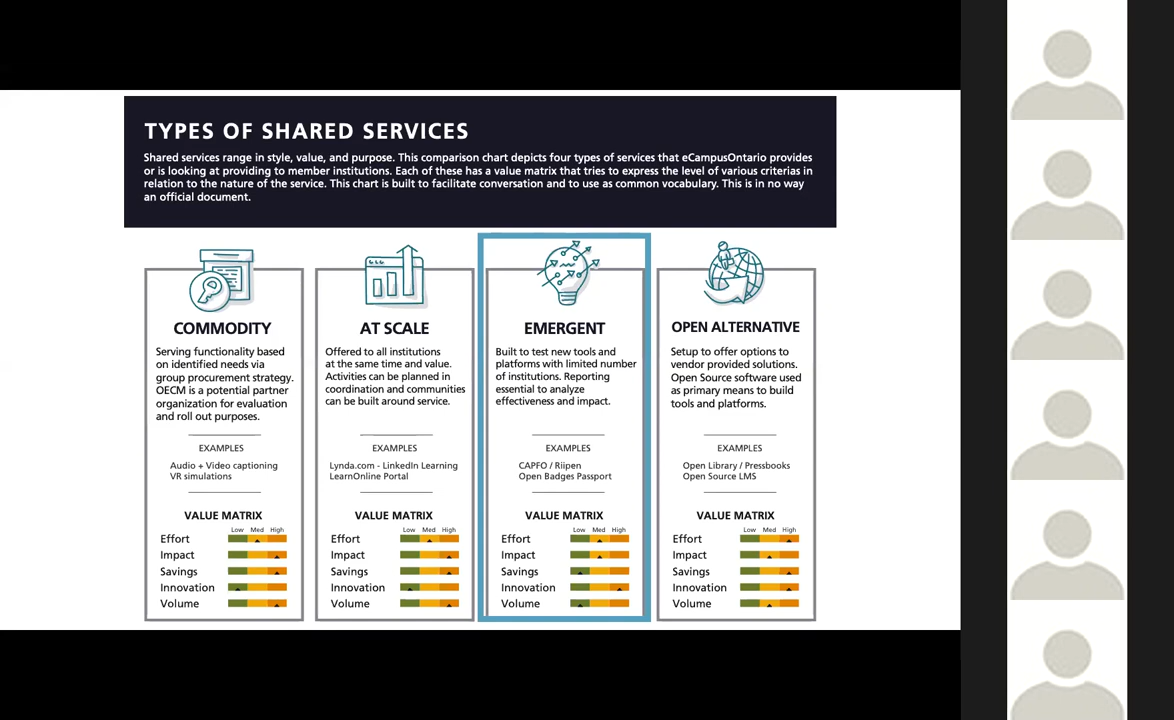 TYPES OF SHARED SERVICES
Shared services range in style, value, and purpose. This comparison chart depicts four types of services that eCampusOntario provides
or is looking at providing to member institutions. Each of these has a value matrix that tries to express the level of various criterias in
relation to the nature of the service. This chart is built to facilitate conversation and to use as common vocabulary. This is in no way
an official document.
COMMODITY
Serving functionality based
on identified needs via
group procurement strategy.
OECM is a potential partner
organization for evaluation
and roll out purposes.
EXAMPLES
Audio + Video captioning
VR simulations
VALUE MATRIX
Low Med High
Effort
Impact
Savings
Innovation
Volume
AT SCALE
Offered to all institutions
at the same time and value.
Activities can be planned in
coordination and communities
can be built around service.
EXAMPLES
Lynda.com - LinkedIn Learning
LearnOnline Portal
VALUE MATRIX
Low Med High
Effort
Impact
Savings
Innovation
Volume
EMERGENT
Built to test new tools and
platforms with limited number
of institutions. Reporting
essential to analyze
effectiveness and impact.
EXAMPLES
CAPFO / Riipen
Open Badges Passport
VALUE MATRIX
Low Med High
Effort
Impact
Savings
Innovation
Volume
OPEN ALTERNATIVE
Setup to offer options to
vendor provided solutions.
Open Source software used
as primary means to build
tools and platforms.
EXAMPLES
Open Library / Pressbooks
Open Source LMS
VALUE MATRIX
Low Med High
Effort
Impact
Savings
Innovation
Volume